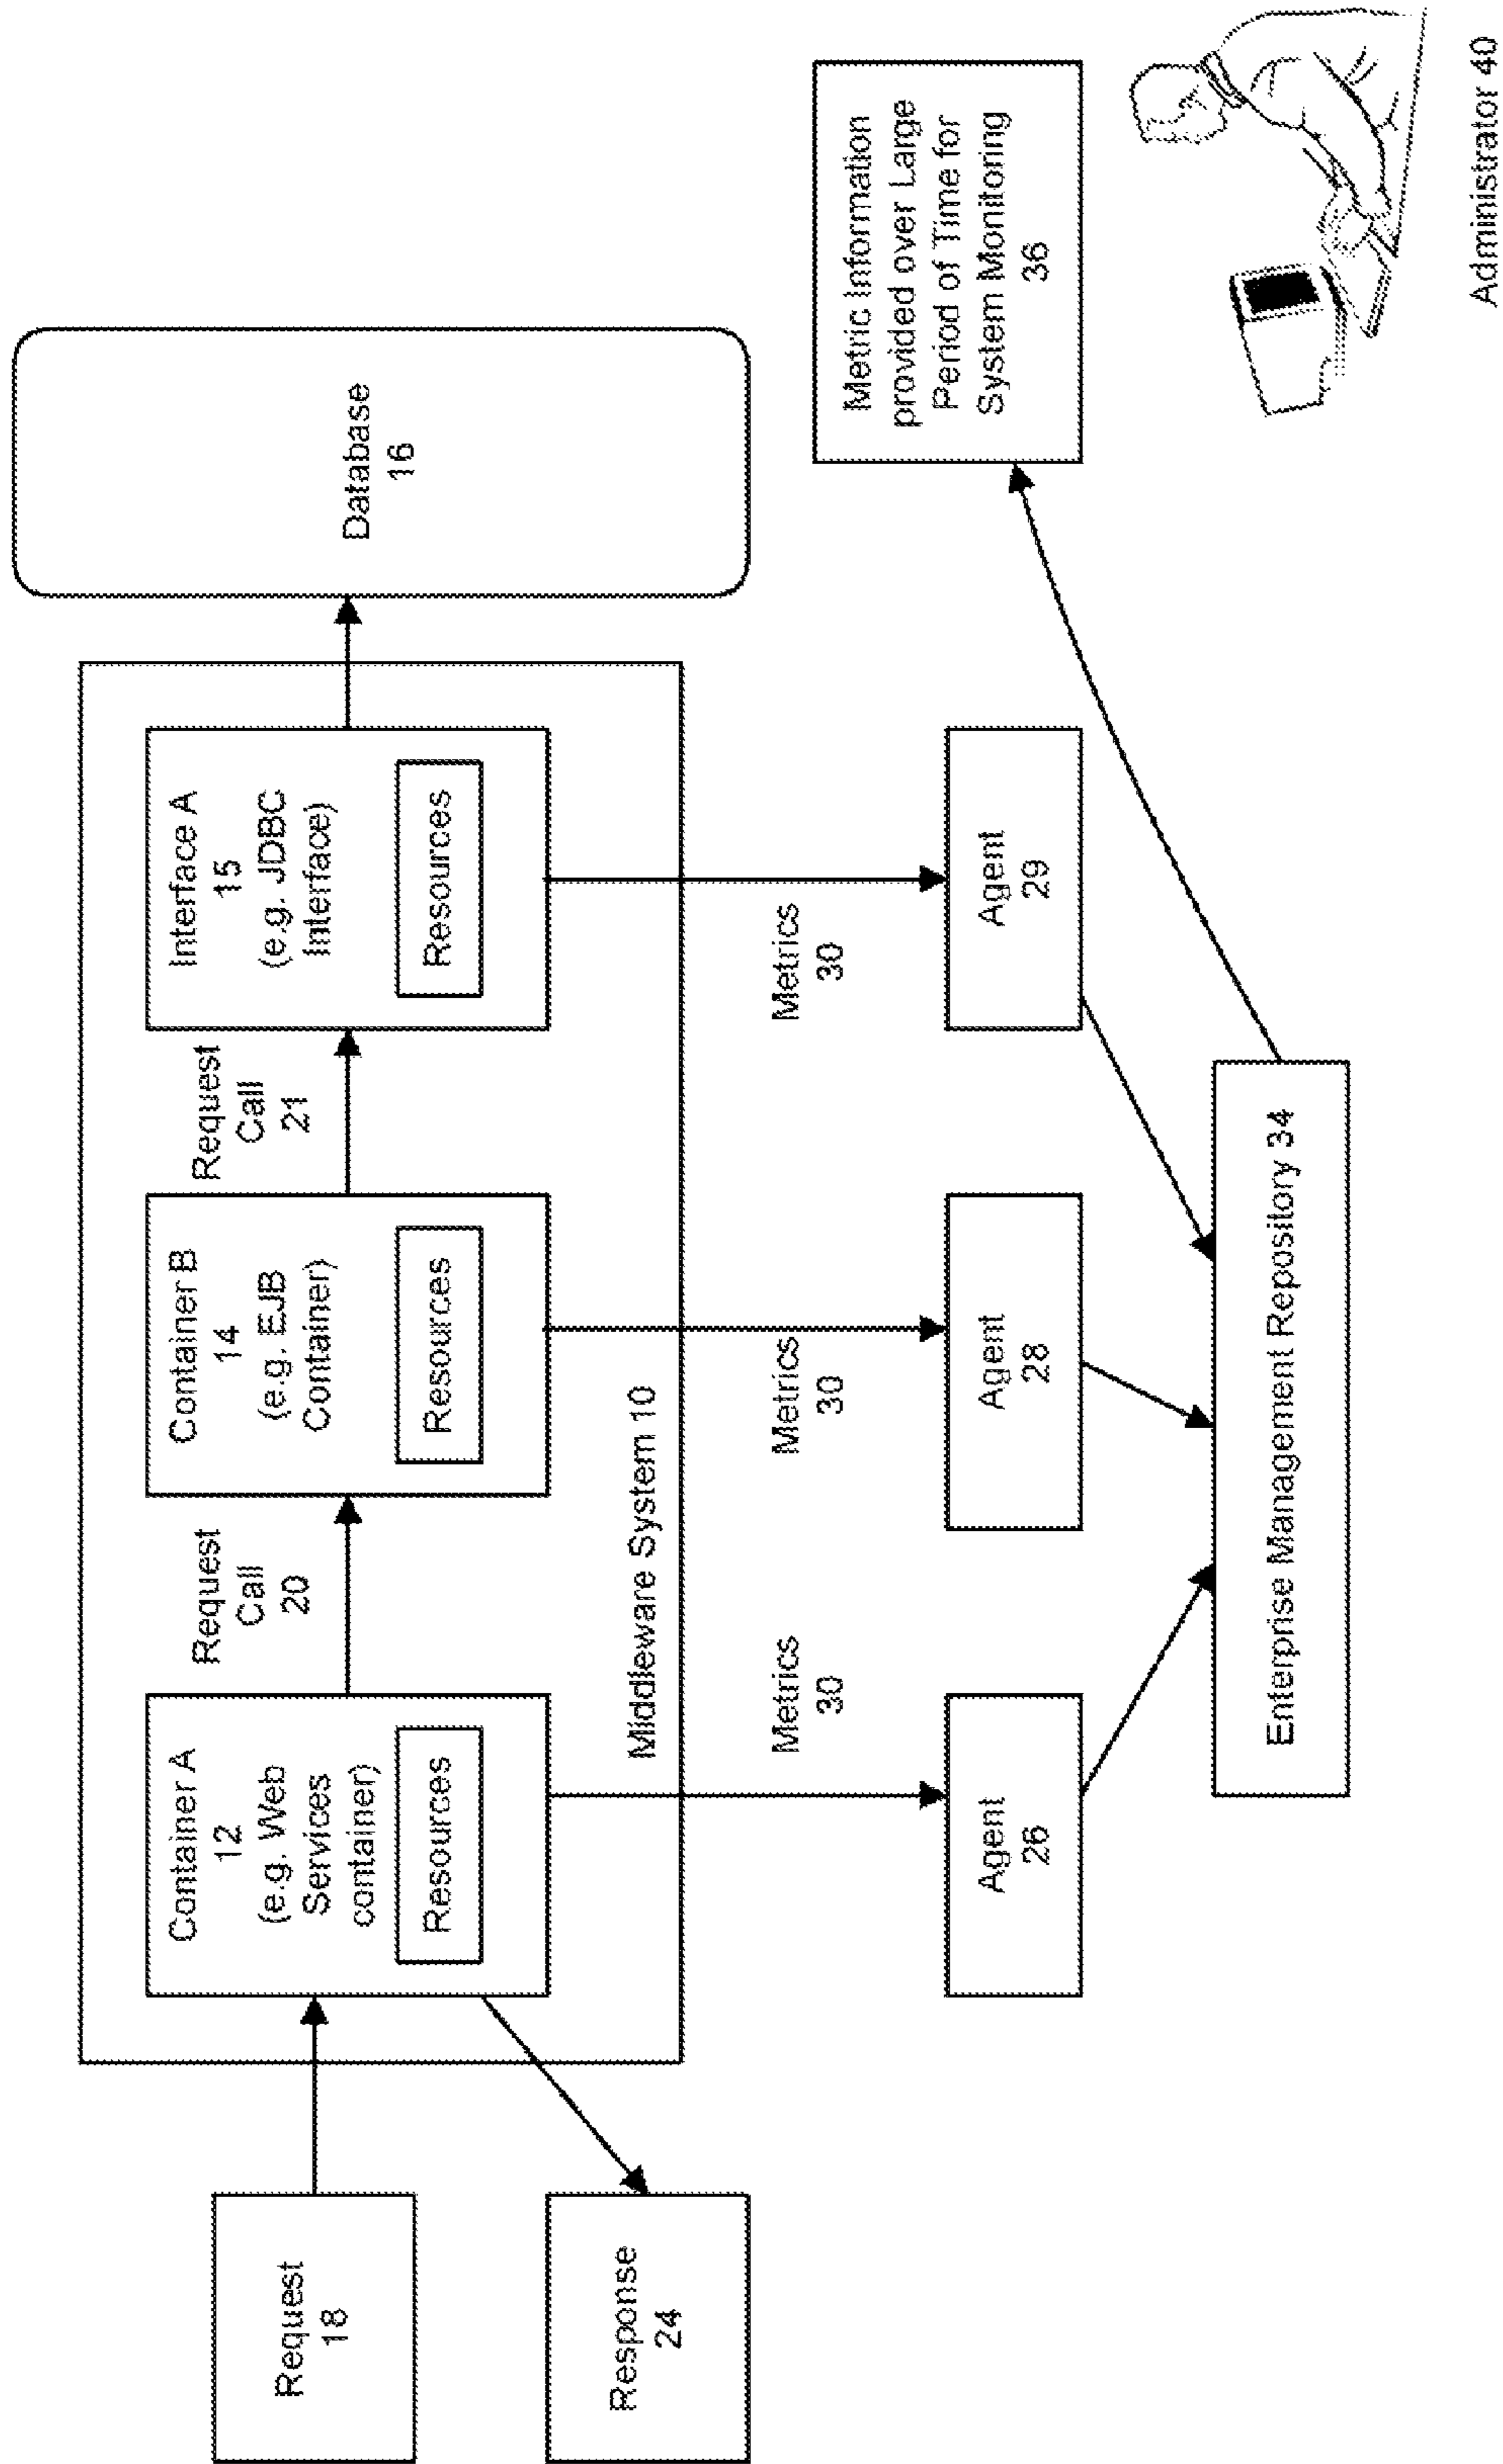 Request
18
Response
24
Container A
12
(e.g. Web
Services
container)
Resources
Request
Call
20
Container B
14
(e.g. EJB
Container)
Resources
Request
Call
21
Interface A
15
(e.g. JDBC
Interface)
Resources
Middleware System 10
Database
16
Metrics
30
Metrics
30
Metrics
30
Agent
26
Agent
28
Agent
29
Enterprise Management Repository 34
Metric Information
provided over Large
Period of Time for
System Monitoring
36
Administrator 40